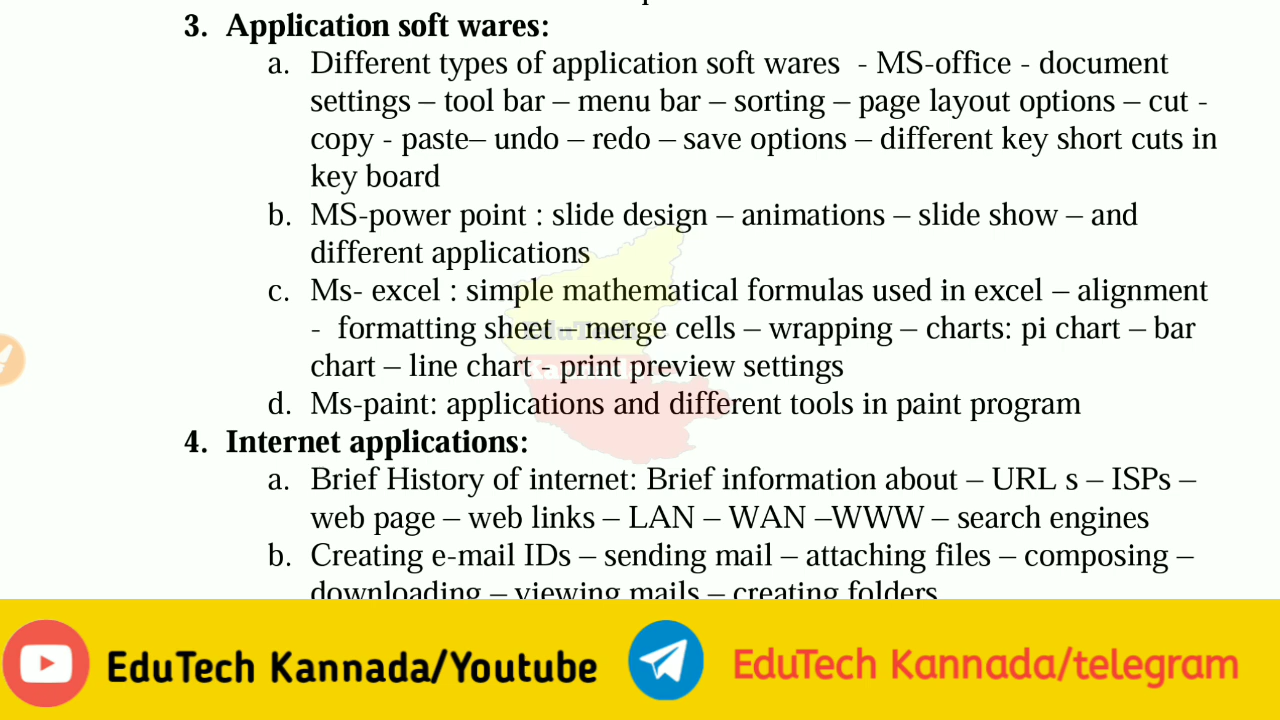 3. Application soft wares:
a. Different types of application soft wares - MS-office - document
settings – tool bar – menu bar – sorting – page layout options – cut -
copy - paste– undo – redo – save options – different key short cuts in
key board
b. MS-power point : slide design – animations – slide show – and
different applications
c. Ms- excel : simple mathematical formulas used in excel – alignment
- formatting sheet – merge cells – wrapping – charts: pi chart – bar
chart – line chart - print preview settings
d. Ms-paint: applications and different tools in paint program
4. Internet applications:
a. Brief History of internet: Brief information about – URL s – ISPs –
web page – web links – LAN – WAN –WWW – search engines
b. Creating e-mail IDs – sending mail – attaching files – composing –
downloading – viewing mails – creating folders
EduTech Kannada/Youtube
EduTech Kannada/telegram